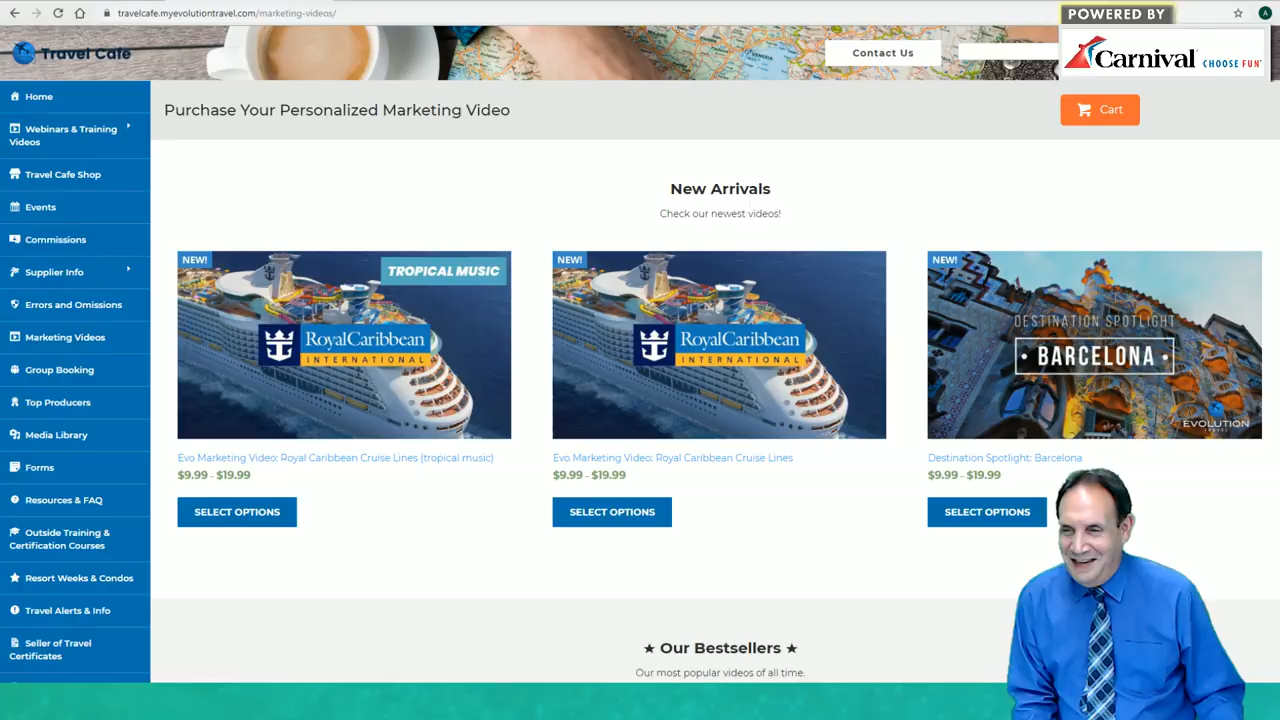 travelcafe.myevolutiontravel.com/marketing-videos/
A
POWERED BY
Carnival CHOOSE FUN
Travel Cafe
Contact Us
Home
Webinars & Training
Videos
Travel Cafe Shop
Events
Commissions
Supplier Info
Errors and Omissions
Marketing Videos
Group Booking
Top Producers
Media Library
Forms
Resources & FAQ
Outside Training &
Certification Courses
Resort Weeks & Condos
Travel Alerts & Info
Seller of Travel
Certificates
Purchase Your Personalized Marketing Video
Cart
New Arrivals
Check our newest videos!
NEW!
TROPICAL MUSIC
RoyalCaribbean
INTERNATIONAL
Evo Marketing Video: Royal Caribbean Cruise Lines (tropical music)
$9.99 – $19.99
SELECT OPTIONS
NEW!
RoyalCaribbean
INTERNATIONAL
Evo Marketing Video: Royal Caribbean Cruise Lines
$9.99 – $19.99
SELECT OPTIONS
NEW!
DESTINATION SPOTLIGHT
• BARCELONA •
EVOLUTION
TRAVEL
Destination Spotlight: Barcelona
$9.99 – $19.99
SELECT OPTIONS
★ Our Bestsellers ★
Our most popular videos of all time.